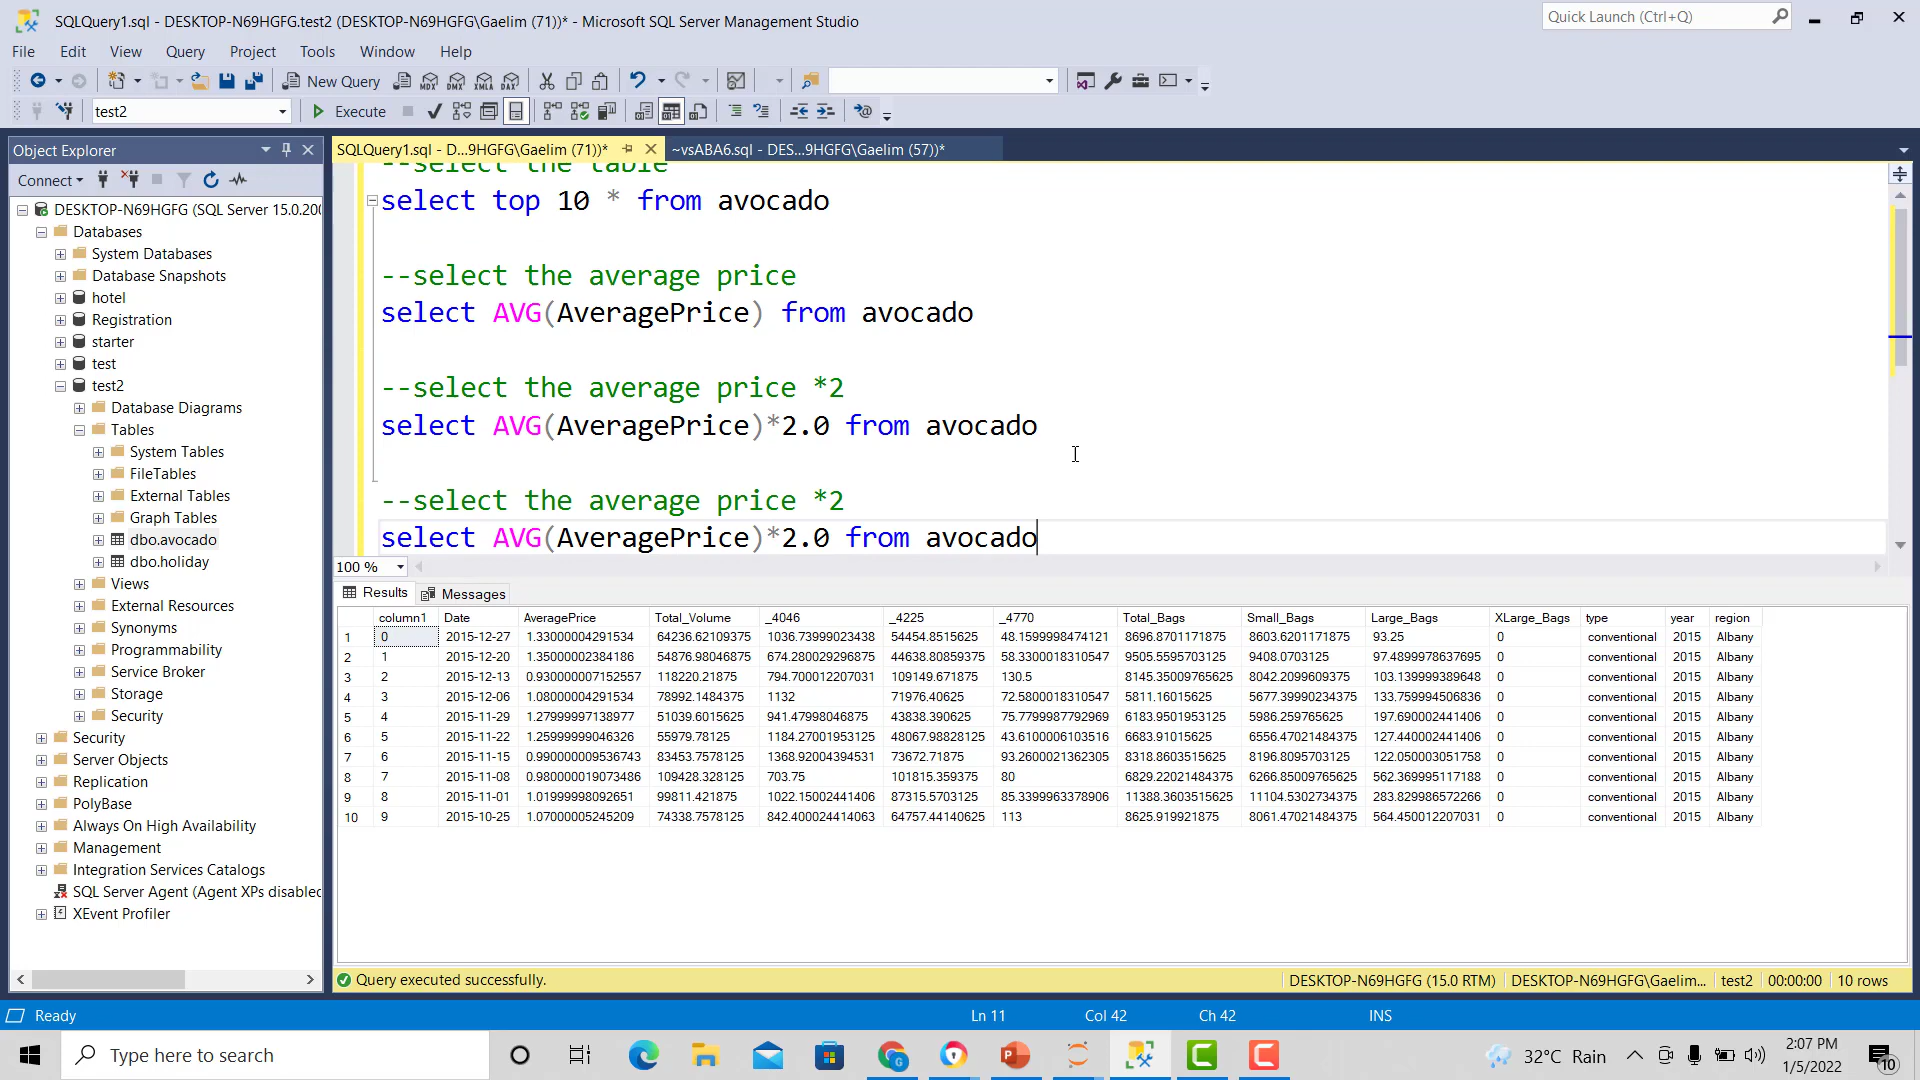 SQLQuery1.sql - DESKTOP-N69HGFG.test2 (DESKTOP-N69HGFG\Gaelim (71))* - Microsoft SQL Server Management Studio
Quick Launch (Ctrl+Q)
File Edit View Query Project Tools Window Help
New Query
MDX DMX XMLA DAX
test2
Execute
Object Explorer
SQLQuery1.sql - D...9HGFG\Gaelim (71))*
~vsABA6.sql - DES...9HGFG\Gaelim (57))*
Connect
DESKTOP-N69HGFG (SQL Server 15.0.200
Databases
System Databases
Database Snapshots
hotel
Registration
starter
test
test2
Database Diagrams
Tables
System Tables
FileTables
External Tables
Graph Tables
dbo.avocado
dbo.holiday
Views
External Resources
Synonyms
Programmability
Service Broker
Storage
Security
Security
Server Objects
Replication
PolyBase
Always On High Availability
Management
Integration Services Catalogs
SQL Server Agent (Agent XPs disabled
XEvent Profiler
--select the table
select top 10 * from avocado
--select the average price
select AVG(AveragePrice) from avocado
--select the average price *2
select AVG(AveragePrice)*2.0 from avocado
--select the average price *2
select AVG(AveragePrice)*2.0 from avocado
100 %
Results Messages
column1 Date AveragePrice Total_Volume _4046 _4225 _4770 Total_Bags Small_Bags Large_Bags XLarge_Bags type year region
1 0 2015-12-27 1.33000004291534 64236.62109375 1036.73999023438 54454.8515625 48.1599998474121 8696.8701171875 8603.6201171875 93.25 0 conventional 2015 Albany
2 1 2015-12-20 1.35000002384186 54876.98046875 674.280029296875 44638.80859375 58.3300018310547 9505.5595703125 9408.0703125 97.4899978637695 0 conventional 2015 Albany
3 2 2015-12-13 0.930000007152557 118220.21875 794.700012207031 109149.671875 130.5 8145.35009765625 8042.2099609375 103.139999389648 0 conventional 2015 Albany
4 3 2015-12-06 1.08000004291534 78992.1484375 1132 71976.40625 72.5800018310547 5811.16015625 5677.39990234375 133.759994506836 0 conventional 2015 Albany
5 4 2015-11-29 1.27999997138977 51039.6015625 941.47998046875 43838.390625 75.7799987792969 6183.9501953125 5986.259765625 197.690002441406 0 conventional 2015 Albany
6 5 2015-11-22 1.2599999046326 55979.78125 1184.27001953125 48067.98828125 43.6100006103516 6683.91015625 6556.47021484375 127.440002441406 0 conventional 2015 Albany
7 6 2015-11-15 0.990000009536743 83453.7578125 1368.92004394531 73672.71875 93.2600021362305 8318.8603515625 8196.8095703125 122.050003051758 0 conventional 2015 Albany
8 7 2015-11-08 0.980000019073486 109428.328125 703.75 101815.359375 80 6829.22021484375 6266.85009765625 562.369995117188 0 conventional 2015 Albany
9 8 2015-11-01 1.01999998092651 99811.421875 1022.15002441406 87315.5703125 85.3399963378906 11388.3603515625 11104.5302734375 283.829986572266 0 conventional 2015 Albany
10 9 2015-10-25 1.07000005245209 74338.7578125 842.400024414063 64757.44140625 113 8625.919921875 8061.47021484375 564.450012207031 0 conventional 2015 Albany
Query executed successfully.
DESKTOP-N69HGFG (15.0 RTM) DESKTOP-N69HGFG\Gaelim... test2 00:00:00 10 rows
Ready Ln 11 Col 42 Ch 42 INS
Type here to search
32°C Rain
2:07 PM
1/5/2022
10